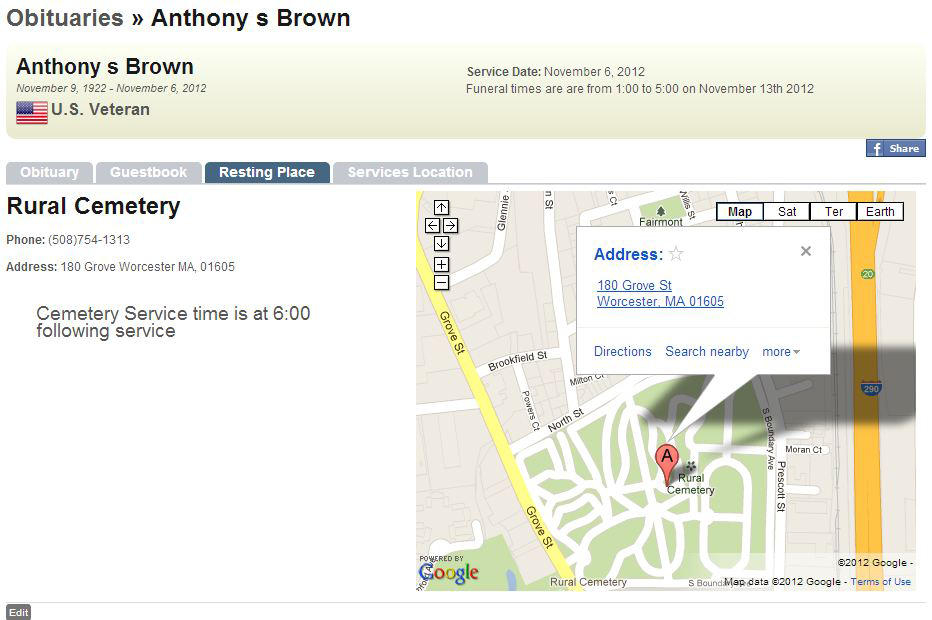 Obituaries » Anthony s Brown
Anthony s Brown
November 9, 1922 - November 6, 2012
U.S. Veteran
Service Date: November 6, 2012
Funeral times are are from 1:00 to 5:00 on November 13th 2012
f Share
Obituary
Guestbook
Resting Place
Services Location
Rural Cemetery
Phone: (508)754-1313
Address: 180 Grove Worcester MA, 01605
Cemetery Service time is at 6:00
following service
Glennie
n St
Ct
Willis St
Fairmont
Map
Sat
Ter
Earth
Address:
180 Grove St
Worcester, MA 01605
Directions
Search nearby
more
20
290
Grove St
Brookfield St
Milton Ct
Powers Ct
North St
S Boundary Ave
Moran Ct
Prescott St
A
Rural
Cemetery
Grove St
POWERED BY
Google
Rural Cemetery
S Bounda
©2012 Google -
Map data ©2012 Google - Terms of Use
Edit